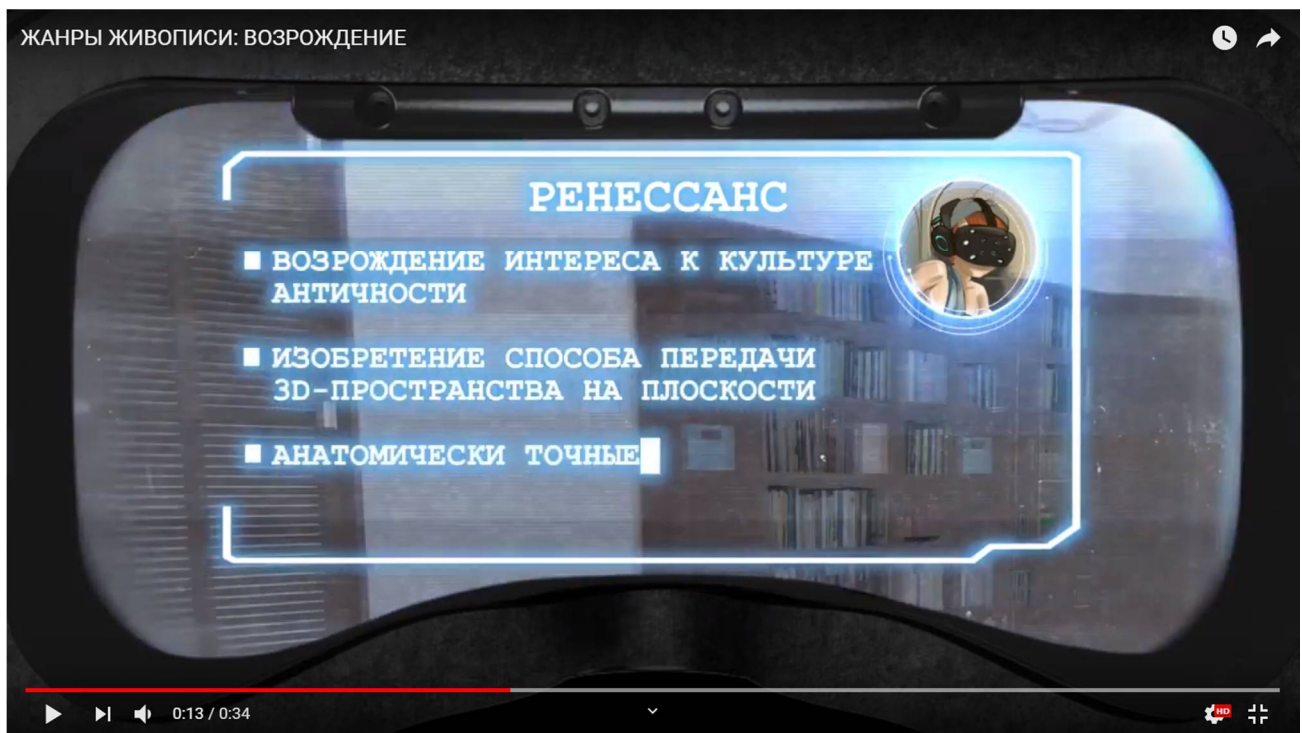 ЖАНРЫ ЖИВОПИСИ: ВОЗРОЖДЕНИЕ
РЕНЕССАНС
ВОЗРОЖДЕНИЕ ИНТЕРЕСА К КУЛЬТУРЕ
АНТИЧНОСТИ
ИЗОБРЕТЕНИЕ СПОСОБА ПЕРЕДАЧИ
3D-ПРОСТРАНСТВА НА ПЛОСКОСТИ
АНАТОМИЧЕСКИ ТОЧНЫЕ
0:13 / 0:34
HD